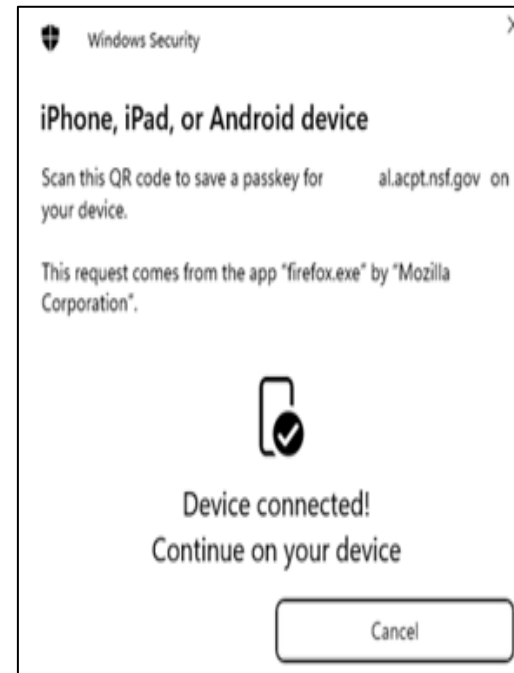 Windows Security
iPhone, iPad, or Android device
Scan this QR code to save a passkey for al.acpt.nsf.gov on
your device.
This request comes from the app "firefox.exe" by "Mozilla
Corporation".
Device connected!
Continue on your device
Cancel